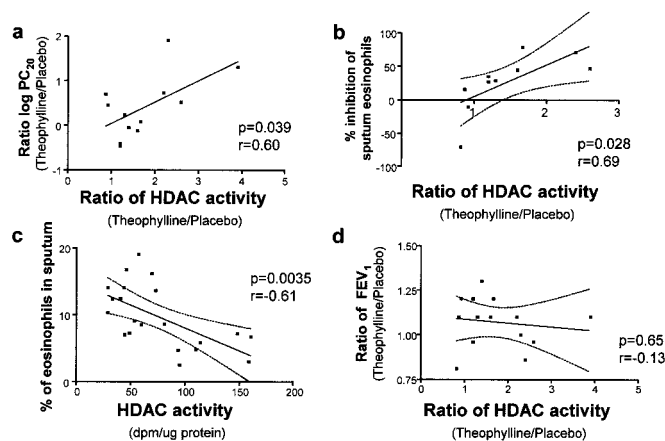 a
Ratio log PC20
(Theophylline/Placebo)
2
1
0
-1
0 1 2 3 4 5
p=0.039
r=0.60
Ratio of HDAC activity
(Theophylline/Placebo)
b
% inhibition of
sputum eosinophils
100
50
0
-50
-100
1 2 3
p=0.028
r=0.69
Ratio of HDAC activity
(Theophylline/Placebo)
c
% of eosinophils in sputum
20
10
0
0 50 100 150 200
p=0.0035
r=-0.61
HDAC activity
(dpm/ug protein)
d
Ratio of FEV1
(Theophylline/Placebo)
1.50
1.25
1.00
0.75
0 1 2 3 4 5
p=0.65
r=-0.13
Ratio of HDAC activity
(Theophylline/Placebo)